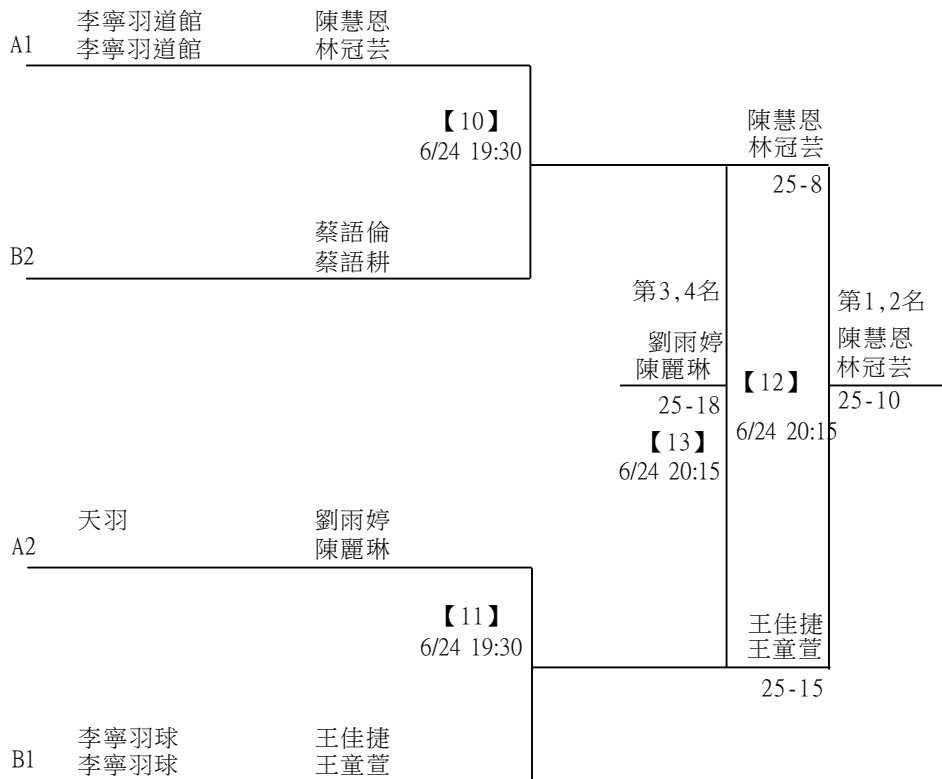 李寧羽道館 陳慧恩
A1 李寧羽道館 林冠芸
【10】
6/24 19:30
陳慧恩
林冠芸
25-8
蔡語倫
B2 蔡語耕
第3,4名
第1,2名
劉雨婷
陳麗琳
25-18
【13】
6/24 20:15
【12】
6/24 20:15
陳慧恩
林冠芸
25-10
天羽 劉雨婷
A2 陳麗琳
【11】
6/24 19:30
王佳捷
王童萱
25-15
李寧羽球 王佳捷
B1 李寧羽球 王童萱